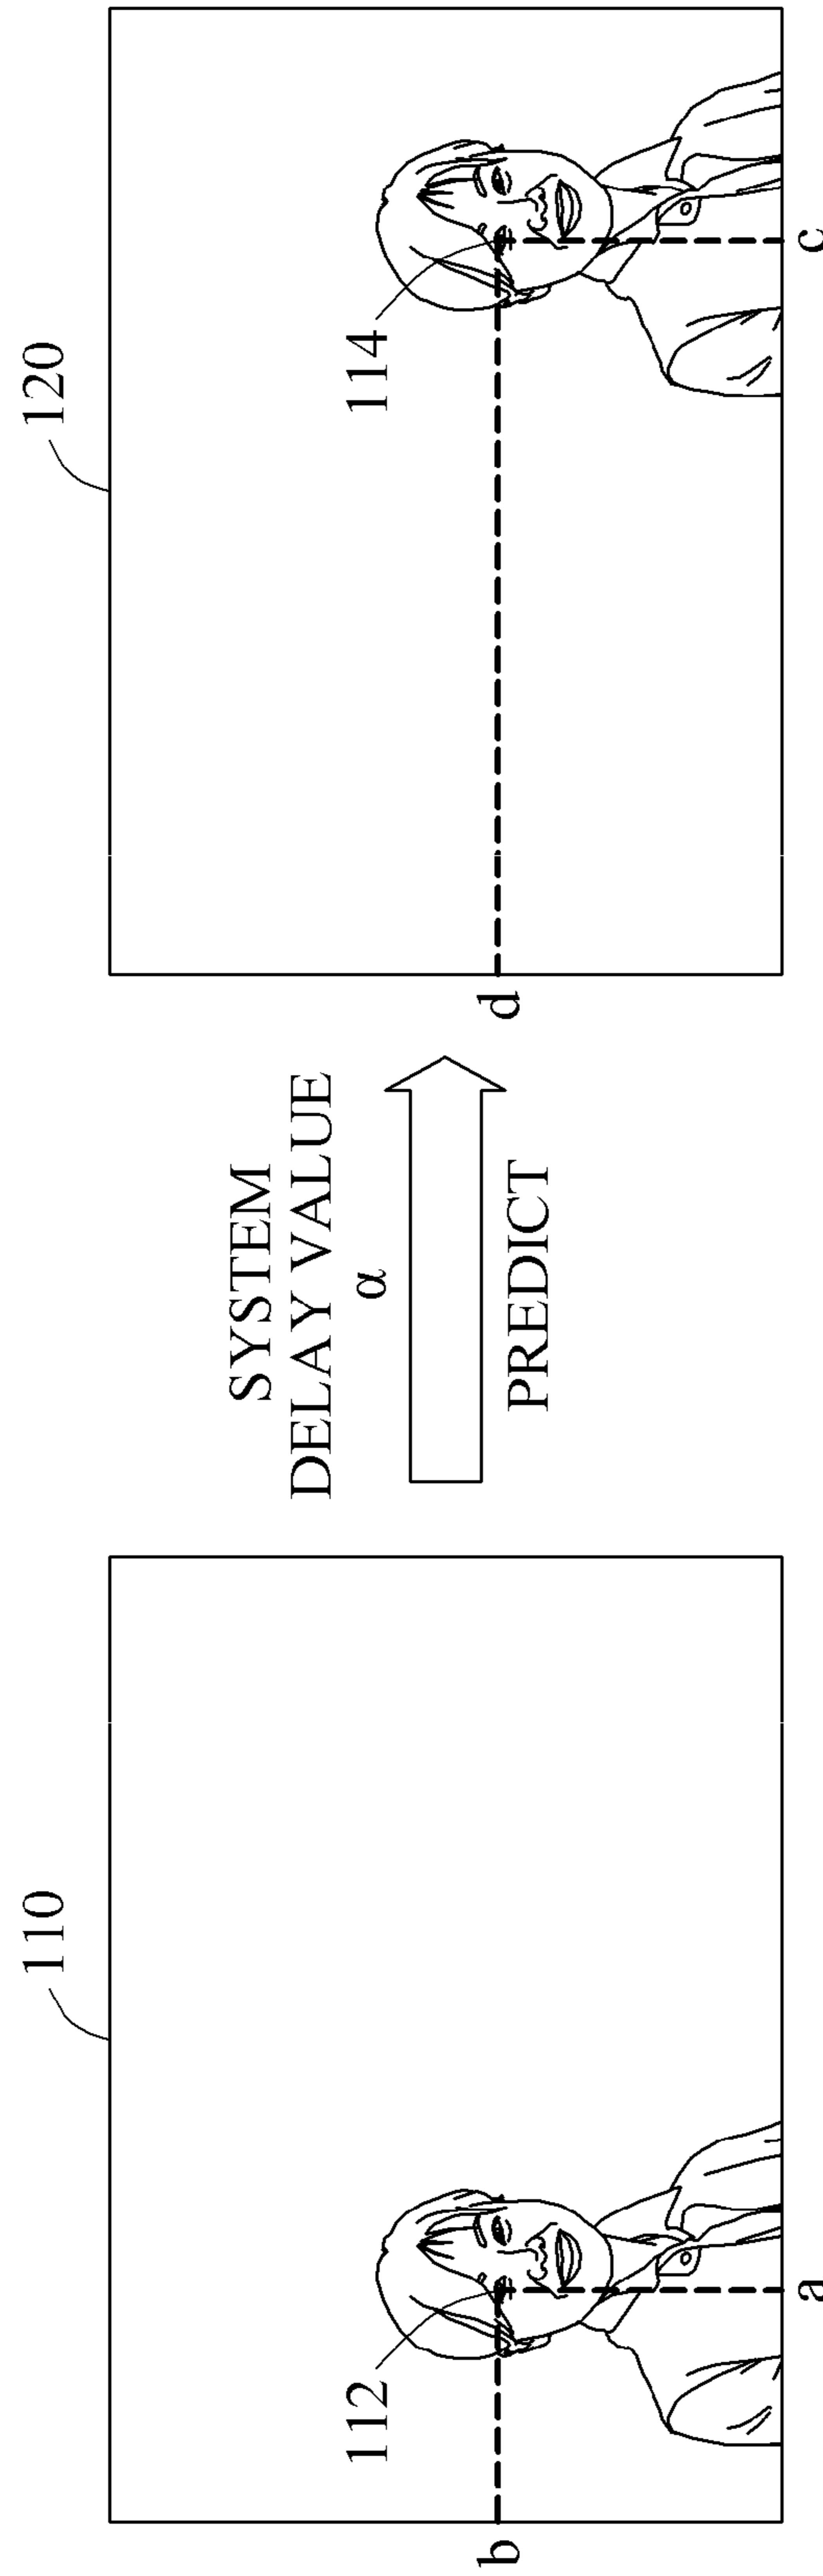 110
112
b
a
SYSTEM
DELAY VALUE
α
PREDICT
120
114
d
c